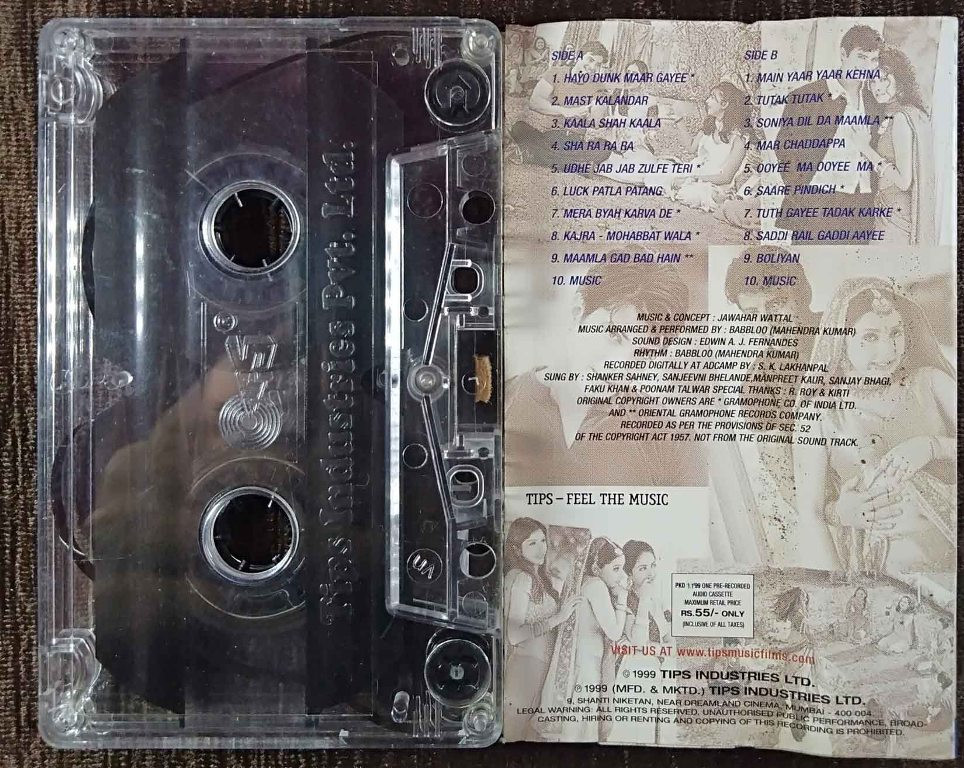 Tips Industries Pvt. Ltd.
SIDE A
1. HAYO DUNK MAAR GAYEE *
2. MAST KALANDAR
3. KAALA SHAH KAALA
4. SHA RA RA RA
5. UDHE JAB JAB ZULFE TERI *
6. LUCK PATLA PATANG
7. MERA BYAH KARVA DE *
8. KAJRA - MOHABBAT WALA *
9. MAAMLA GAD BAD HAIN **
10. MUSIC
SIDE B
1. MAIN YAAR YAAR KEHNA
2. TUTAK TUTAK *
3. SONIYA DIL DA MAAMLA **
4. MAR CHADDAPPA
5. OOYEE MA OOYEE MA *
6. SAARE PINDICH *
7. TUTH GAYEE TADAK KARKE *
8. SADDI RAIL GADDI AAYEE
9. BOLIYAN
10. MUSIC
MUSIC & CONCEPT : JAWAHAR WATTAL
MUSIC ARRANGED & PERFORMED BY : BABBLOO (MAHENDRA KUMAR)
SOUND DESIGN : EDWIN A. J. FERNANDES
RHYTHM : BABBLOO (MAHENDRA KUMAR)
RECORDED DIGITALLY AT ADCAMP BY : S. K. LAKHANPAL
SUNG BY : SHANKER SAHNEY, SANJEEVNI BHELANDE, MANPREET KAUR, SANJAY BHAGI,
FAKU KHAN & POONAM TALWAR SPECIAL THANKS : R. ROY & KIRTI
ORIGINAL COPYRIGHT OWNERS ARE * GRAMOPHONE CO. OF INDIA LTD.
AND ** ORIENTAL GRAMOPHONE RECORDS COMPANY.
RECORDED AS PER THE PROVISIONS OF SEC. 52
OF THE COPYRIGHT ACT 1957. NOT FROM THE ORIGINAL SOUND TRACK.
TIPS – FEEL THE MUSIC
PKD ONE PRE-RECORDED
AUDIO CASSETTE
MAXIMUM RETAIL PRICE
RS. 55/- ONLY
(INCLUSIVE OF ALL TAXES)
VISIT US AT www.tipsmusicfilms.com
© 1999 TIPS INDUSTRIES LTD.
℗ 1999 (MFD. & MKTD.) TIPS INDUSTRIES LTD.
9, SHANTI NIKETAN, NEAR DREAMLAND CINEMA, MUMBAI - 400 004.
LEGAL WARNING: ALL RIGHTS RESERVED. UNAUTHORISED PUBLIC PERFORMANCE, BROAD-
CASTING, HIRING OR RENTING AND COPYING OF THIS RECORDING IS PROHIBITED.